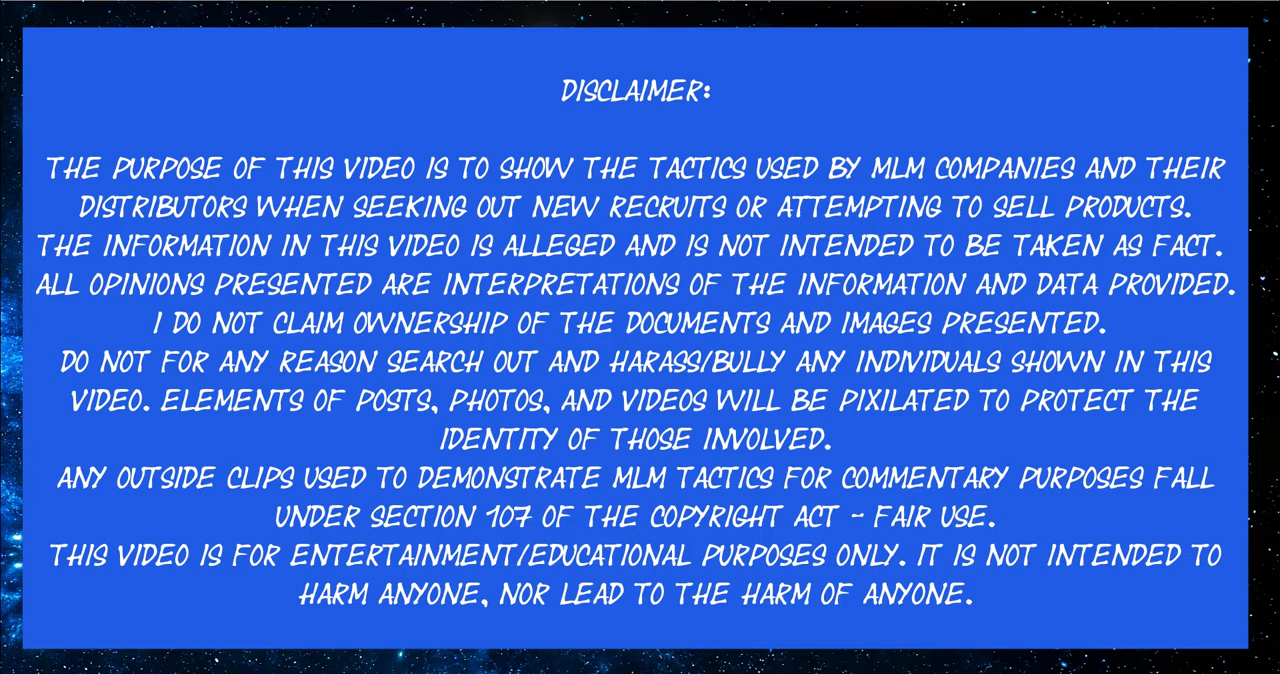 DISCLAIMER:
THE PURPOSE OF THIS VIDEO IS TO SHOW THE TACTICS USED BY MLM COMPANIES AND THEIR
DISTRIBUTORS WHEN SEEKING OUT NEW RECRUITS OR ATTEMPTING TO SELL PRODUCTS.
THE INFORMATION IN THIS VIDEO IS ALLEGED AND IS NOT INTENDED TO BE TAKEN AS FACT.
ALL OPINIONS PRESENTED ARE INTERPRETATIONS OF THE INFORMATION AND DATA PROVIDED.
I DO NOT CLAIM OWNERSHIP OF THE DOCUMENTS AND IMAGES PRESENTED.
DO NOT FOR ANY REASON SEARCH OUT AND HARASS/BULLY ANY INDIVIDUALS SHOWN IN THIS
VIDEO. ELEMENTS OF POSTS, PHOTOS, AND VIDEOS WILL BE PIXILATED TO PROTECT THE
IDENTITY OF THOSE INVOLVED.
ANY OUTSIDE CLIPS USED TO DEMONSTRATE MLM TACTICS FOR COMMENTARY PURPOSES FALL
UNDER SECTION 107 OF THE COPYRIGHT ACT - FAIR USE.
THIS VIDEO IS FOR ENTERTAINMENT/EDUCATIONAL PURPOSES ONLY. IT IS NOT INTENDED TO
HARM ANYONE, NOR LEAD TO THE HARM OF ANYONE.